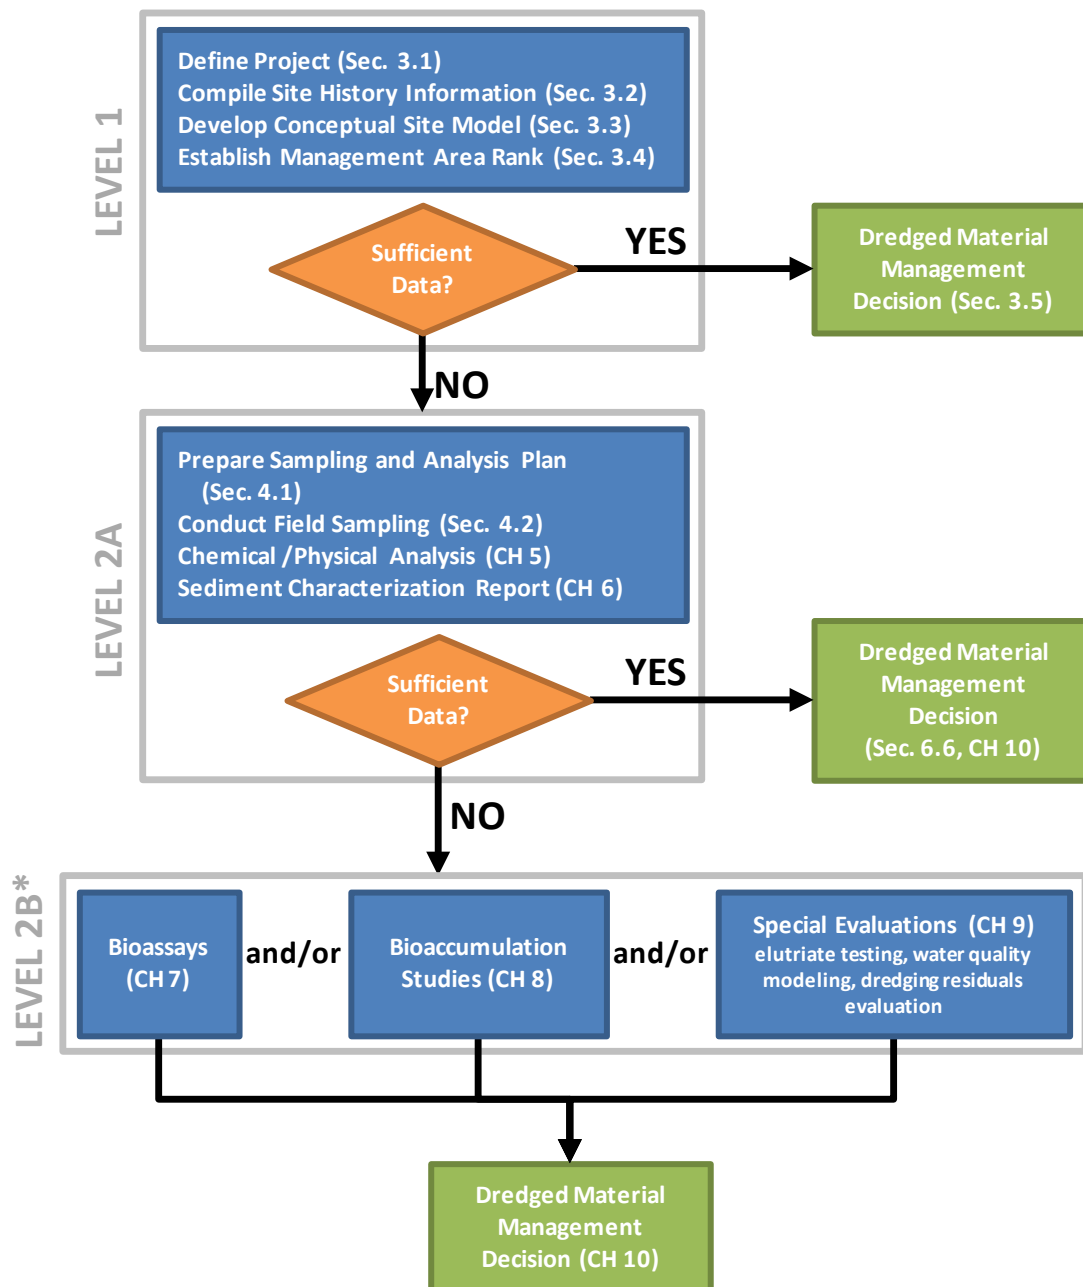 LEVEL 1
Define Project (Sec. 3.1)
Compile Site History Information (Sec. 3.2)
Develop Conceptual Site Model (Sec. 3.3)
Establish Management Area Rank (Sec. 3.4)
Sufficient
Data?
YES
Dredged Material
Management
Decision (Sec. 3.5)
NO
LEVEL 2A
Prepare Sampling and Analysis Plan
(Sec. 4.1)
Conduct Field Sampling (Sec. 4.2)
Chemical /Physical Analysis (CH 5)
Sediment Characterization Report (CH 6)
Sufficient
Data?
YES
Dredged Material
Management
Decision
(Sec. 6.6, CH 10)
NO
LEVEL 2B*
Bioassays
(CH 7)
and/or
Bioaccumulation
Studies (CH 8)
and/or
Special Evaluations (CH 9)
elutriate testing, water quality
modeling, dredging residuals
evaluation
Dredged Material
Management
Decision (CH 10)